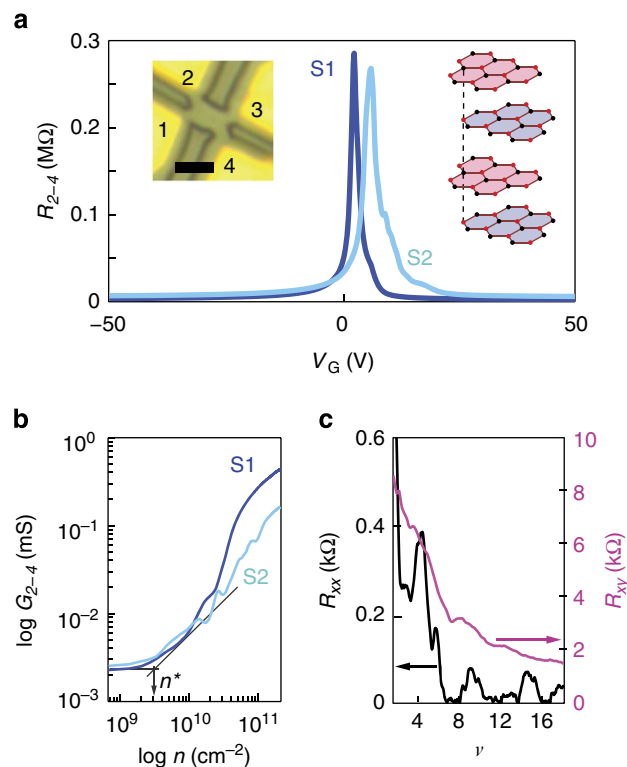 a
R2–4 (MΩ)
0.3
0.2
0.1
0
–50
0
50
VG (V)
S1
S2
1
2
3
4
b
log G2–4 (mS)
10^0
10^–1
10^–2
10^–3
10^9
10^10
10^11
log n (cm^–2)
S1
S2
n*
c
Rxx (kΩ)
0.6
0.4
0.2
0
4
8
12
16
ν
10
8
6
4
2
0
Rxy (kΩ)